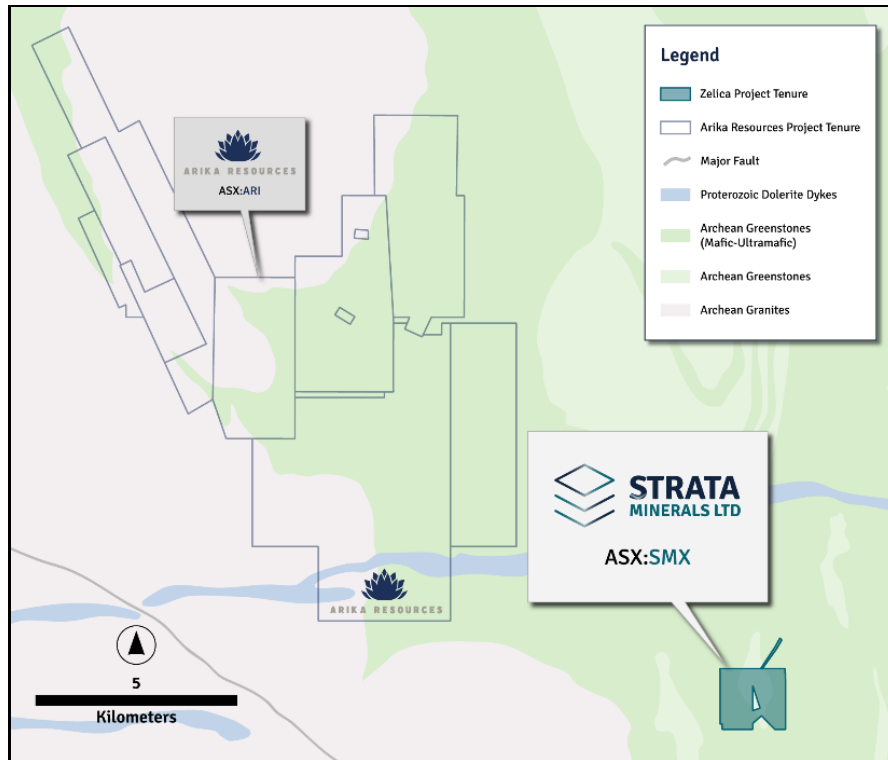 Legend
Zelica Project Tenure
Arika Resources Project Tenure
Major Fault
Proterozoic Dolerite Dykes
Archean Greenstones
(Mafic-Ultramafic)
Archean Greenstones
Archean Granites
ARIKA RESOURCES
ASX:ARI
STRATA
MINERALS LTD
ASX:SMX
ARIKA RESOURCES
5
Kilometers